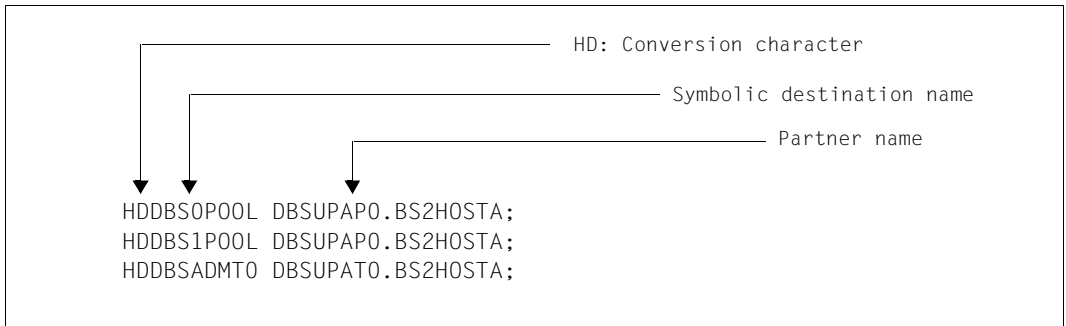 HD: Conversion character
Symbolic destination name
Partner name
HDDBS0POOL DBSUPAP0.BS2HOSTA;
HDDBS1POOL DBSUPAP0.BS2HOSTA;
HDDBSADMT0 DBSUPAT0.BS2HOSTA;